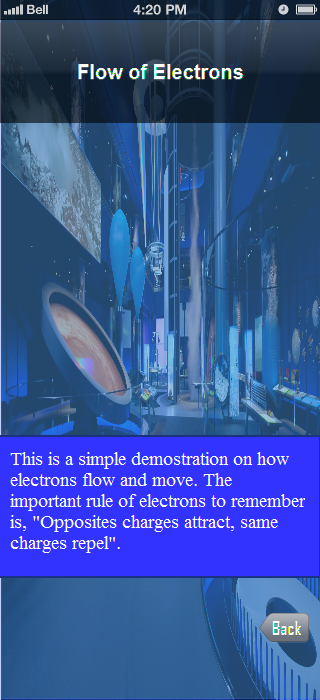 Bell 4:20 PM
Flow of Electrons
This is a simple demostration on how
electrons flow and move. The
important rule of electrons to remember
is, "Opposites charges attract, same
charges repel".
Back